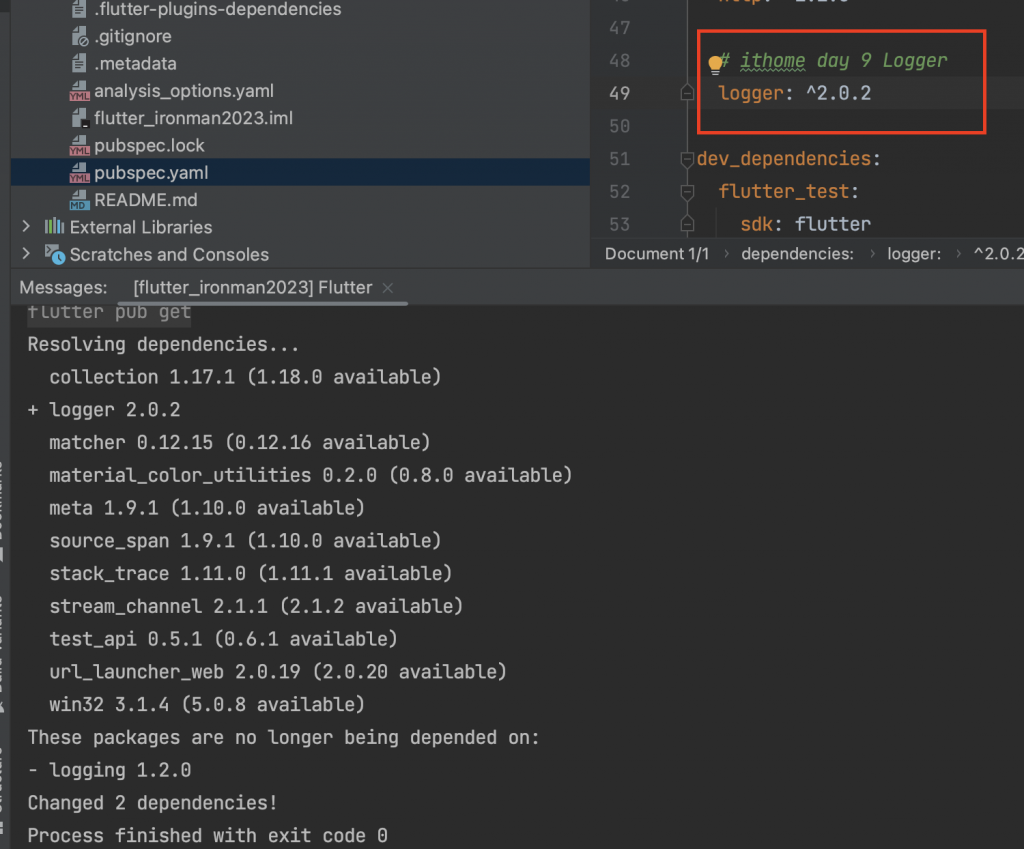 .flutter-plugins-dependencies
.gitignore
.metadata
YML analysis_options.yaml
flutter_ironman2023.iml
YML pubspec.lock
YML pubspec.yaml
MD README.md
External Libraries
Scratches and Consoles
47
48 # ithome day 9 Logger
49 logger: ^2.0.2
50
51 dev_dependencies:
52 flutter_test:
53 sdk: flutter
Document 1/1 › dependencies: › logger: › ^2.0.2
Messages: [flutter_ironman2023] Flutter ×
flutter pub get
Resolving dependencies...
collection 1.17.1 (1.18.0 available)
+ logger 2.0.2
matcher 0.12.15 (0.12.16 available)
material_color_utilities 0.2.0 (0.8.0 available)
meta 1.9.1 (1.10.0 available)
source_span 1.9.1 (1.10.0 available)
stack_trace 1.11.0 (1.11.1 available)
stream_channel 2.1.1 (2.1.2 available)
test_api 0.5.1 (0.6.1 available)
url_launcher_web 2.0.19 (2.0.20 available)
win32 3.1.4 (5.0.8 available)
These packages are no longer being depended on:
- logging 1.2.0
Changed 2 dependencies!
Process finished with exit code 0